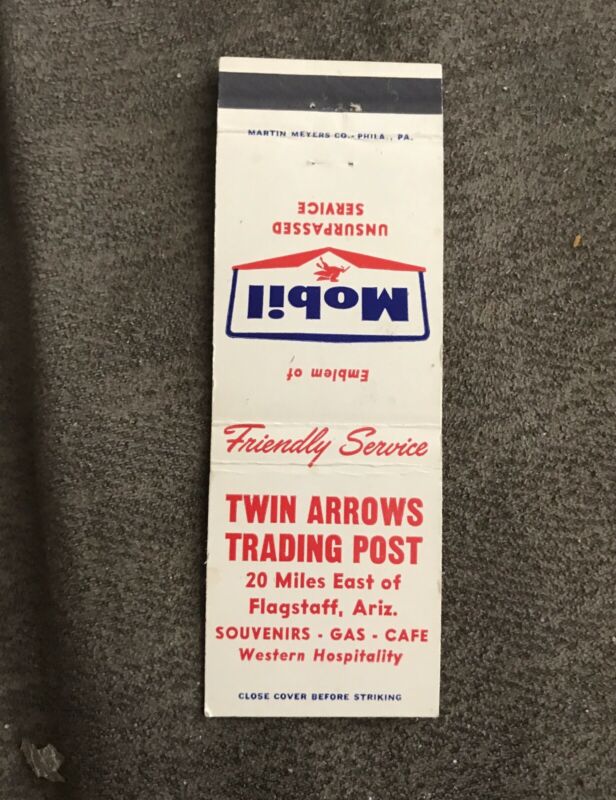 MARTIN MEYERS CO.-PHILA., PA.
Emblem of
Mobil
UNSURPASSED
SERVICE
Friendly Service
TWIN ARROWS
TRADING POST
20 Miles East of
Flagstaff, Ariz.
SOUVENIRS - GAS - CAFE
Western Hospitality
CLOSE COVER BEFORE STRIKING